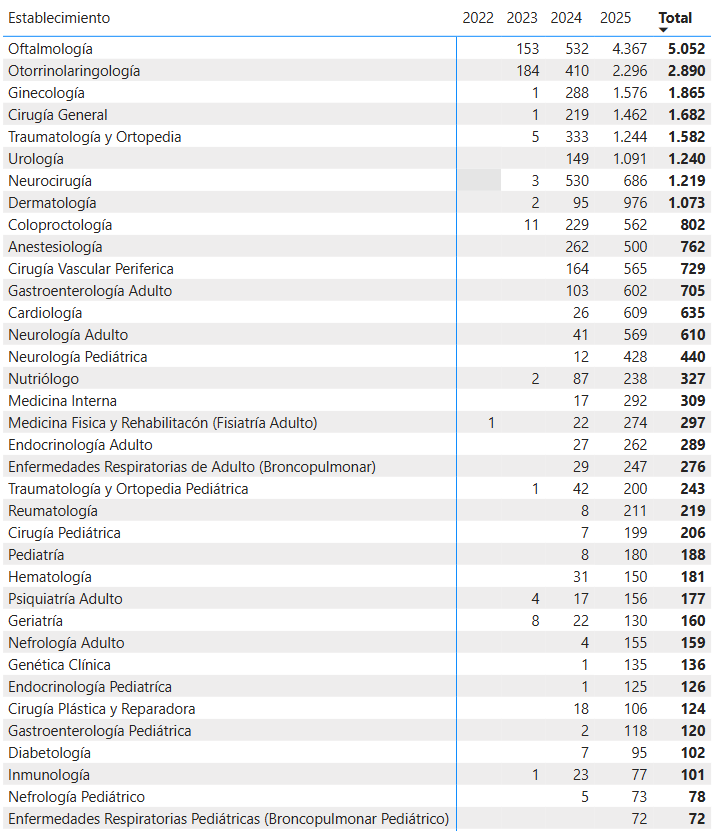 Establecimiento 2022 2023 2024 2025 Total
Oftalmología 153 532 4.367 5.052
Otorrinolaringología 184 410 2.296 2.890
Ginecología 1 288 1.576 1.865
Cirugía General 1 219 1.462 1.682
Traumatología y Ortopedia 5 333 1.244 1.582
Urología 149 1.091 1.240
Neurocirugía 3 530 686 1.219
Dermatología 2 95 976 1.073
Coloproctología 11 229 562 802
Anestesiología 262 500 762
Cirugía Vascular Periferica 164 565 729
Gastroenterología Adulto 103 602 705
Cardiología 26 609 635
Neurología Adulto 41 569 610
Neurología Pediátrica 12 428 440
Nutriólogo 2 87 238 327
Medicina Interna 17 292 309
Medicina Fisica y Rehabilitacón (Fisiatría Adulto) 1 22 274 297
Endocrinología Adulto 27 262 289
Enfermedades Respiratorias de Adulto (Broncopulmonar) 29 247 276
Traumatología y Ortopedia Pediátrica 1 42 200 243
Reumatología 8 211 219
Cirugía Pediátrica 7 199 206
Pediatría 8 180 188
Hematología 31 150 181
Psiquiatría Adulto 4 17 156 177
Geriatría 8 22 130 160
Nefrología Adulto 4 155 159
Genética Clínica 1 135 136
Endocrinología Pediatríca 1 125 126
Cirugía Plástica y Reparadora 18 106 124
Gastroenterología Pediátrica 2 118 120
Diabetología 7 95 102
Inmunología 1 23 77 101
Nefrología Pediátrico 5 73 78
Enfermedades Respiratorias Pediátricas (Broncopulmonar Pediátrico) 72 72